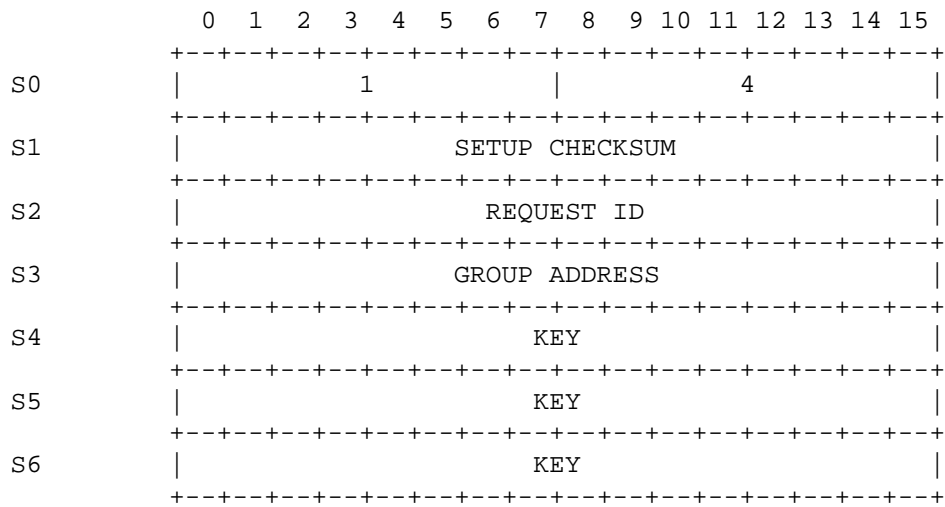 0  1  2  3  4  5  6  7  8  9 10 11 12 13 14 15
               +--+--+--+--+--+--+--+--+--+--+--+--+--+--+--+--+
S0             |           1           |           4           |
               +--+--+--+--+--+--+--+--+--+--+--+--+--+--+--+--+
S1             |                SETUP CHECKSUM                 |
               +--+--+--+--+--+--+--+--+--+--+--+--+--+--+--+--+
S2             |                  REQUEST ID                   |
               +--+--+--+--+--+--+--+--+--+--+--+--+--+--+--+--+
S3             |                GROUP ADDRESS                  |
               +--+--+--+--+--+--+--+--+--+--+--+--+--+--+--+--+
S4             |                     KEY                       |
               +--+--+--+--+--+--+--+--+--+--+--+--+--+--+--+--+
S5             |                     KEY                       |
               +--+--+--+--+--+--+--+--+--+--+--+--+--+--+--+--+
S6             |                     KEY                       |
               +--+--+--+--+--+--+--+--+--+--+--+--+--+--+--+--+